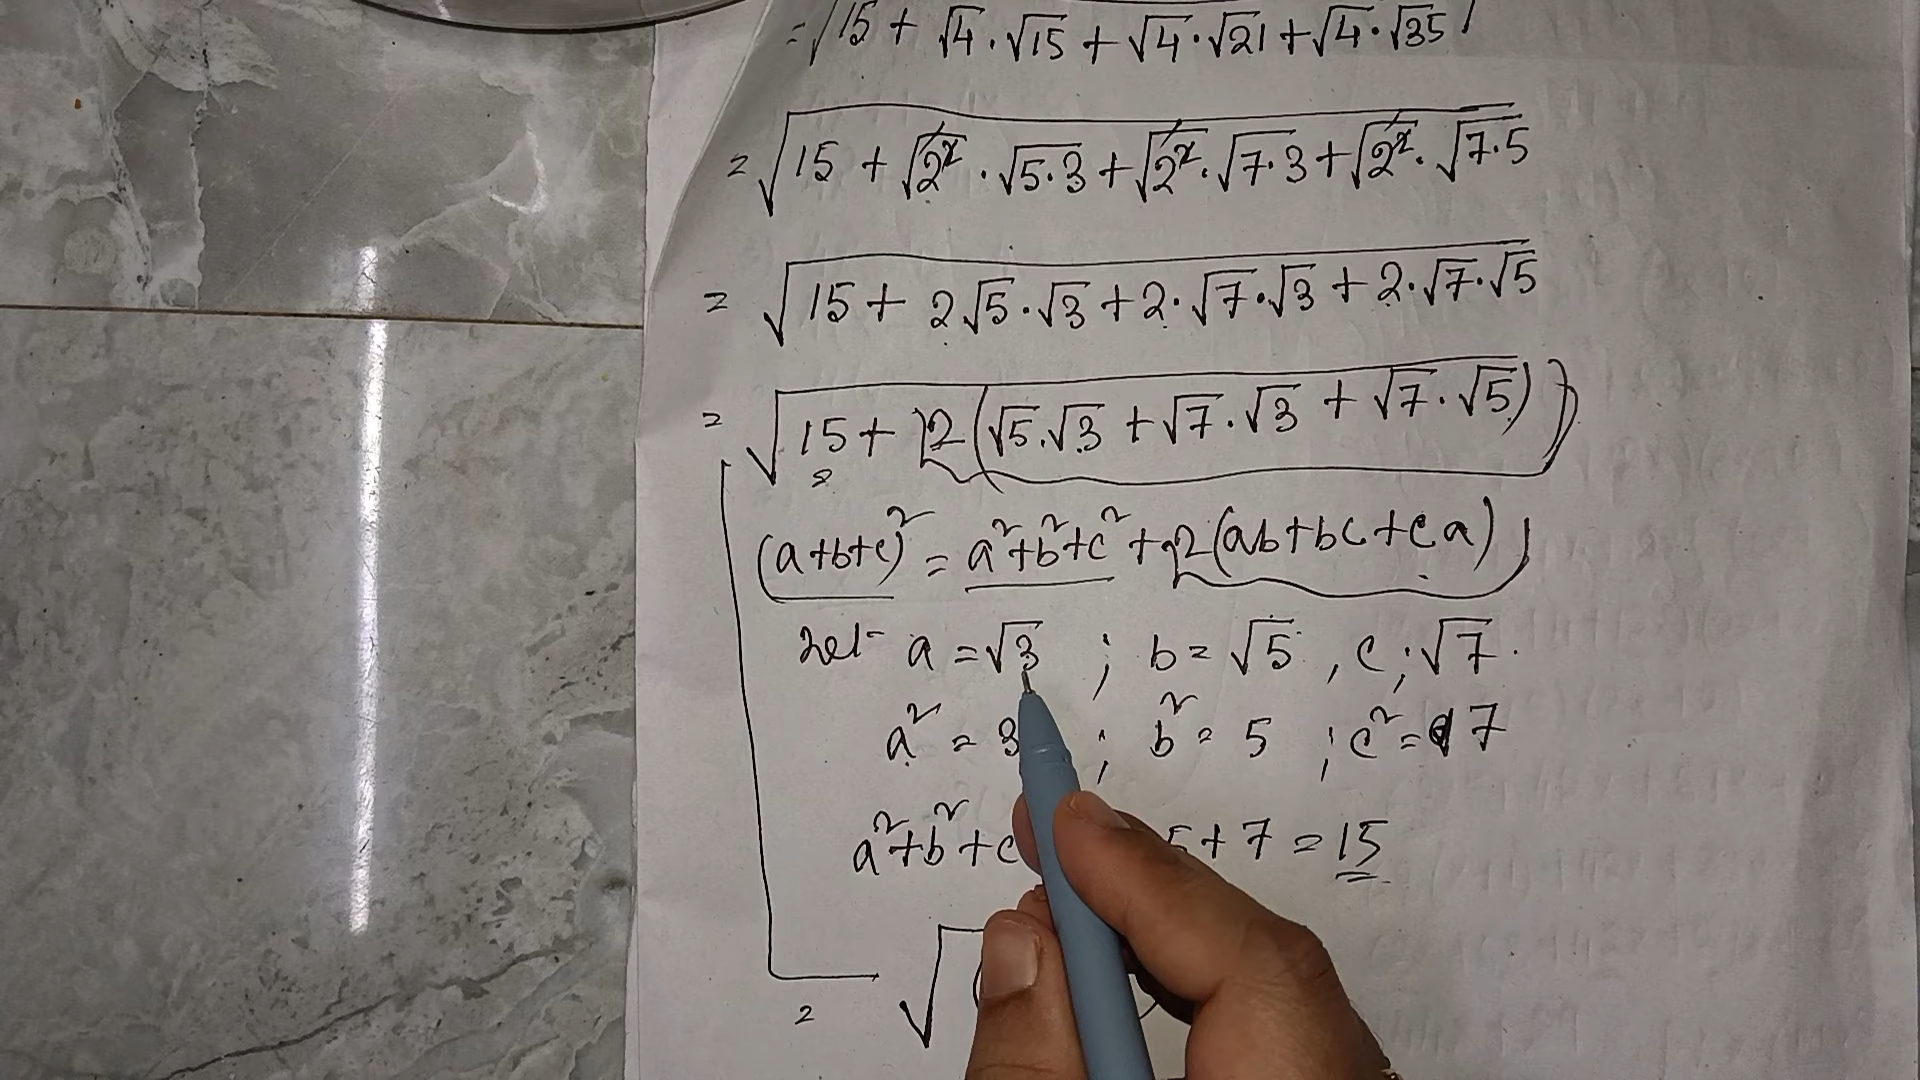 = √15 + √4 . √15 + √4 . √21 + √4 . √35
= √15 + √2² . √5.3 + √2² . √7.3 + √2² . √7.5
= √15 + 2√5 . √3 + 2 . √7 . √3 + 2 . √7 . √5
= √15 + 2(√5 . √3 + √7 . √3 + √7 . √5)
(a+b+c)² = a²+b²+c² + 2(ab+bc+ca)
Let a = √3 ; b = √5 , c ; √7 .
a² = 3 ; b² = 5 ; c² = 7
a²+b²+c 5 + 7 = 15
= √(